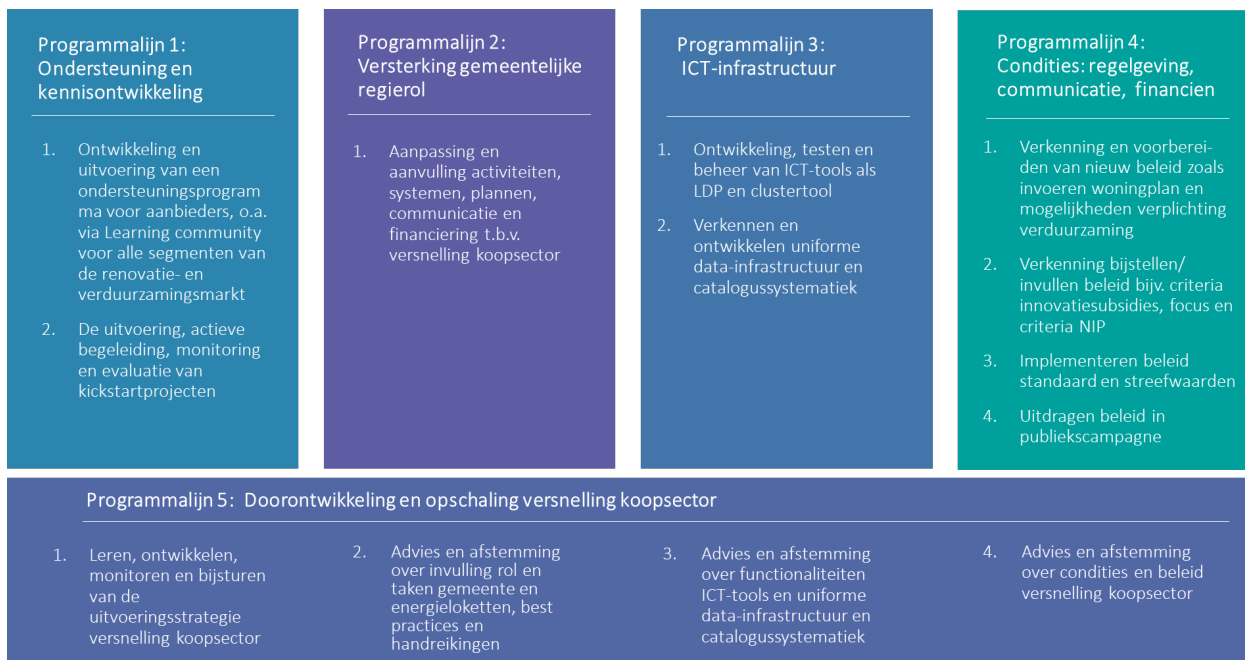 Programmalijn 1:
Ondersteuning en
kennisontwikkeling
1. Ontwikkeling en
uitvoering van een
ondersteuningsprogram
ma voor aanbieders, o.a.
via Learning community
voor alle segmenten van
de renovatie- en
verduurzamingsmarkt
2. De uitvoering, actieve
begeleiding, monitoring
en evaluatie van
kickstartprojecten
Programmalijn 2:
Versterking gemeentelijke
regierol
1. Aanpassing en
aanvulling activiteiten,
systemen, plannen,
communicatie en
financiering t.b.v.
versnelling koopsector
Programmalijn 3:
ICT-infrastructuur
1. Ontwikkeling, testen en
beheer van ICT-tools als
LDP en clustertool
2. Verkennen en
ontwikkelen uniforme
data-infrastructuur en
catalogussystematiek
Programmalijn 4:
Condities: regelgeving,
communicatie, financien
1. Verkenning en voorberei-
den van nieuw beleid zoals
invoeren woningplan en
mogelijkheden verplichting
verduurzaming
2. Verkenning bijstellen/
invullen beleid bijv. criteria
innovatiesubsidies, focus en
criteria NIP
3. Implementeren beleid
standaard en streefwaarden
4. Uitdragen beleid in
publiekscampagne
Programmalijn 5: Doorontwikkeling en opschaling versnelling koopsector
1. Leren, ontwikkelen,
monitoren en bijsturen
van de
uitvoeringsstrategie
versnelling koopsector
2. Advies en afstemming
over invulling rol en
taken gemeente en
energieloketten, best
practices en
handreikingen
3. Advies en afstemming
over functionaliteiten
ICT-tools en uniforme
data-infrastructuur en
catalogussystematiek
4. Advies en afstemming
over condities en beleid
versnelling koopsector